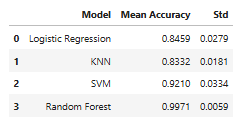 Model Mean Accuracy Std
0 Logistic Regression 0.8459 0.0279
1 KNN 0.8332 0.0181
2 SVM 0.9210 0.0334
3 Random Forest 0.9971 0.0059